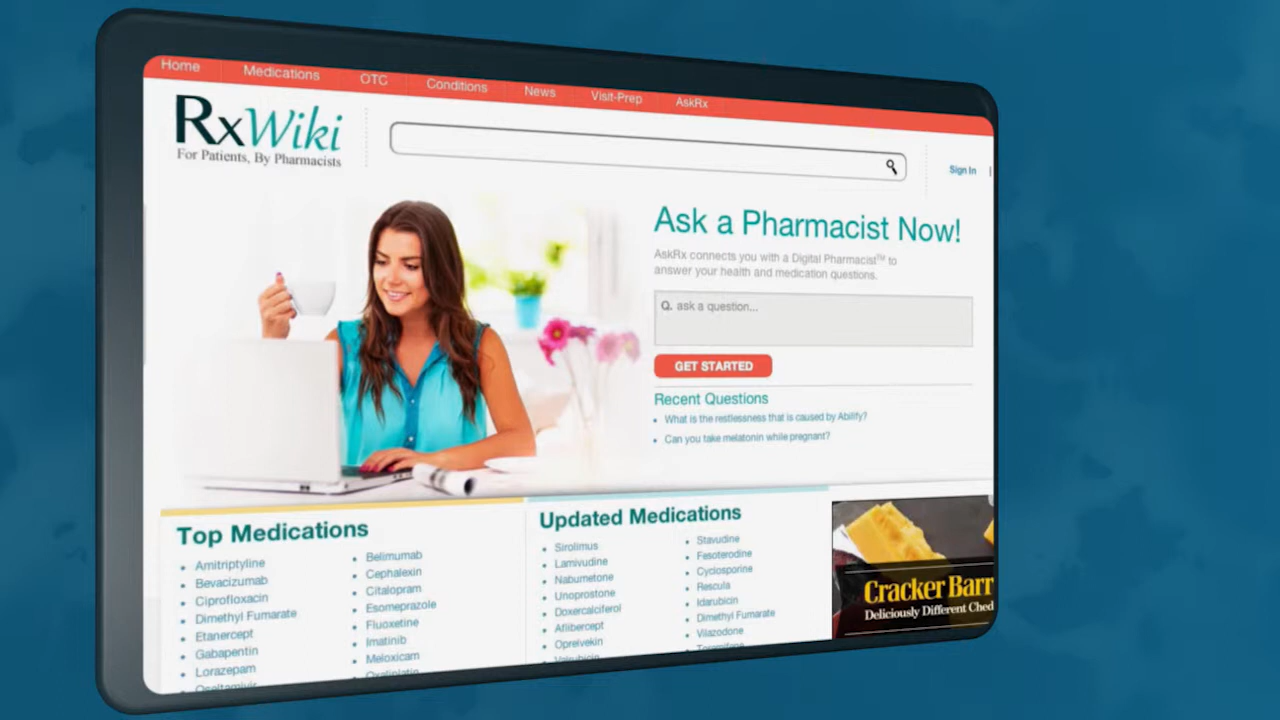 Home Medications OTC Conditions News Visit-Prep AskRx
RxWiki
For Patients, By Pharmacists
Sign In |
Ask a Pharmacist Now!
AskRx connects you with a Digital Pharmacist™ to
answer your health and medication questions.
Q. ask a question...
GET STARTED
Recent Questions
• What is the restlessness that is caused by Abilify?
• Can you take melatonin while pregnant?
Top Medications
• Amitriptyline
• Bevacizumab
• Ciprofloxacin
• Dimethyl Fumarate
• Etanercept
• Gabapentin
• Lorazepam
• Oseltamivir
• Belimumab
• Cephalexin
• Citalopram
• Esomeprazole
• Fluoxetine
• Imatinib
• Meloxicam
• Oxaliplatin
Updated Medications
• Sirolimus
• Lamivudine
• Nabumetone
• Unoprostone
• Doxercalciferol
• Aflibercept
• Oprelvekin
• Valrubicin
• Stavudine
• Fesoterodine
• Cyclosporine
• Rescula
• Idarubicin
• Dimethyl Fumarate
• Vilazodone
Cracker Barr
Deliciously Different Ched